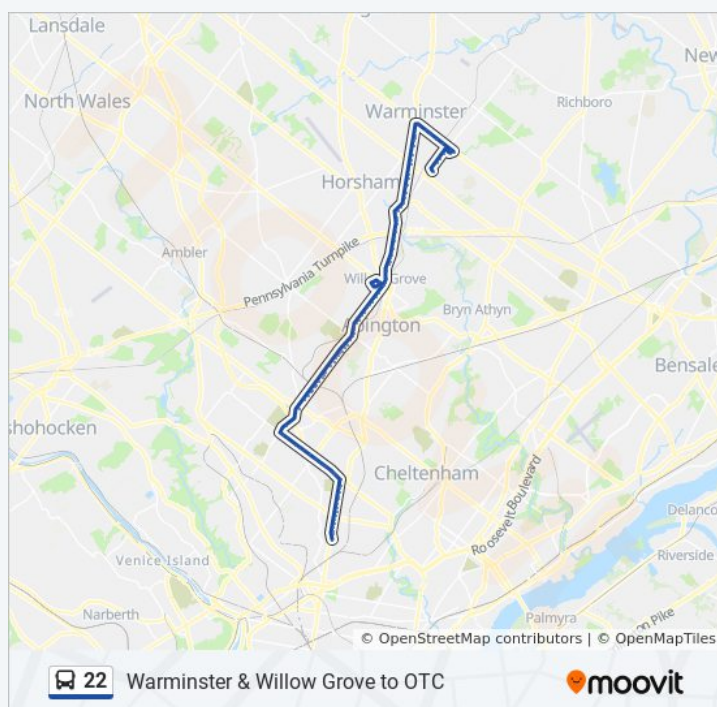 Lansdale
New
North Wales
Warminster
Richboro
Horsham
Ambler
Pennsylvania Turnpike
Willow Grove
Bryn Athyn
Abington
Bensale
shohocken
Cheltenham
Roosevelt Boulevard
Delanco
Venice Island
Riverside
Narberth
Palmyra
n Pike
© OpenStreetMap contributors | © OpenMapTiles
22 Warminster & Willow Grove to OTC
moovit